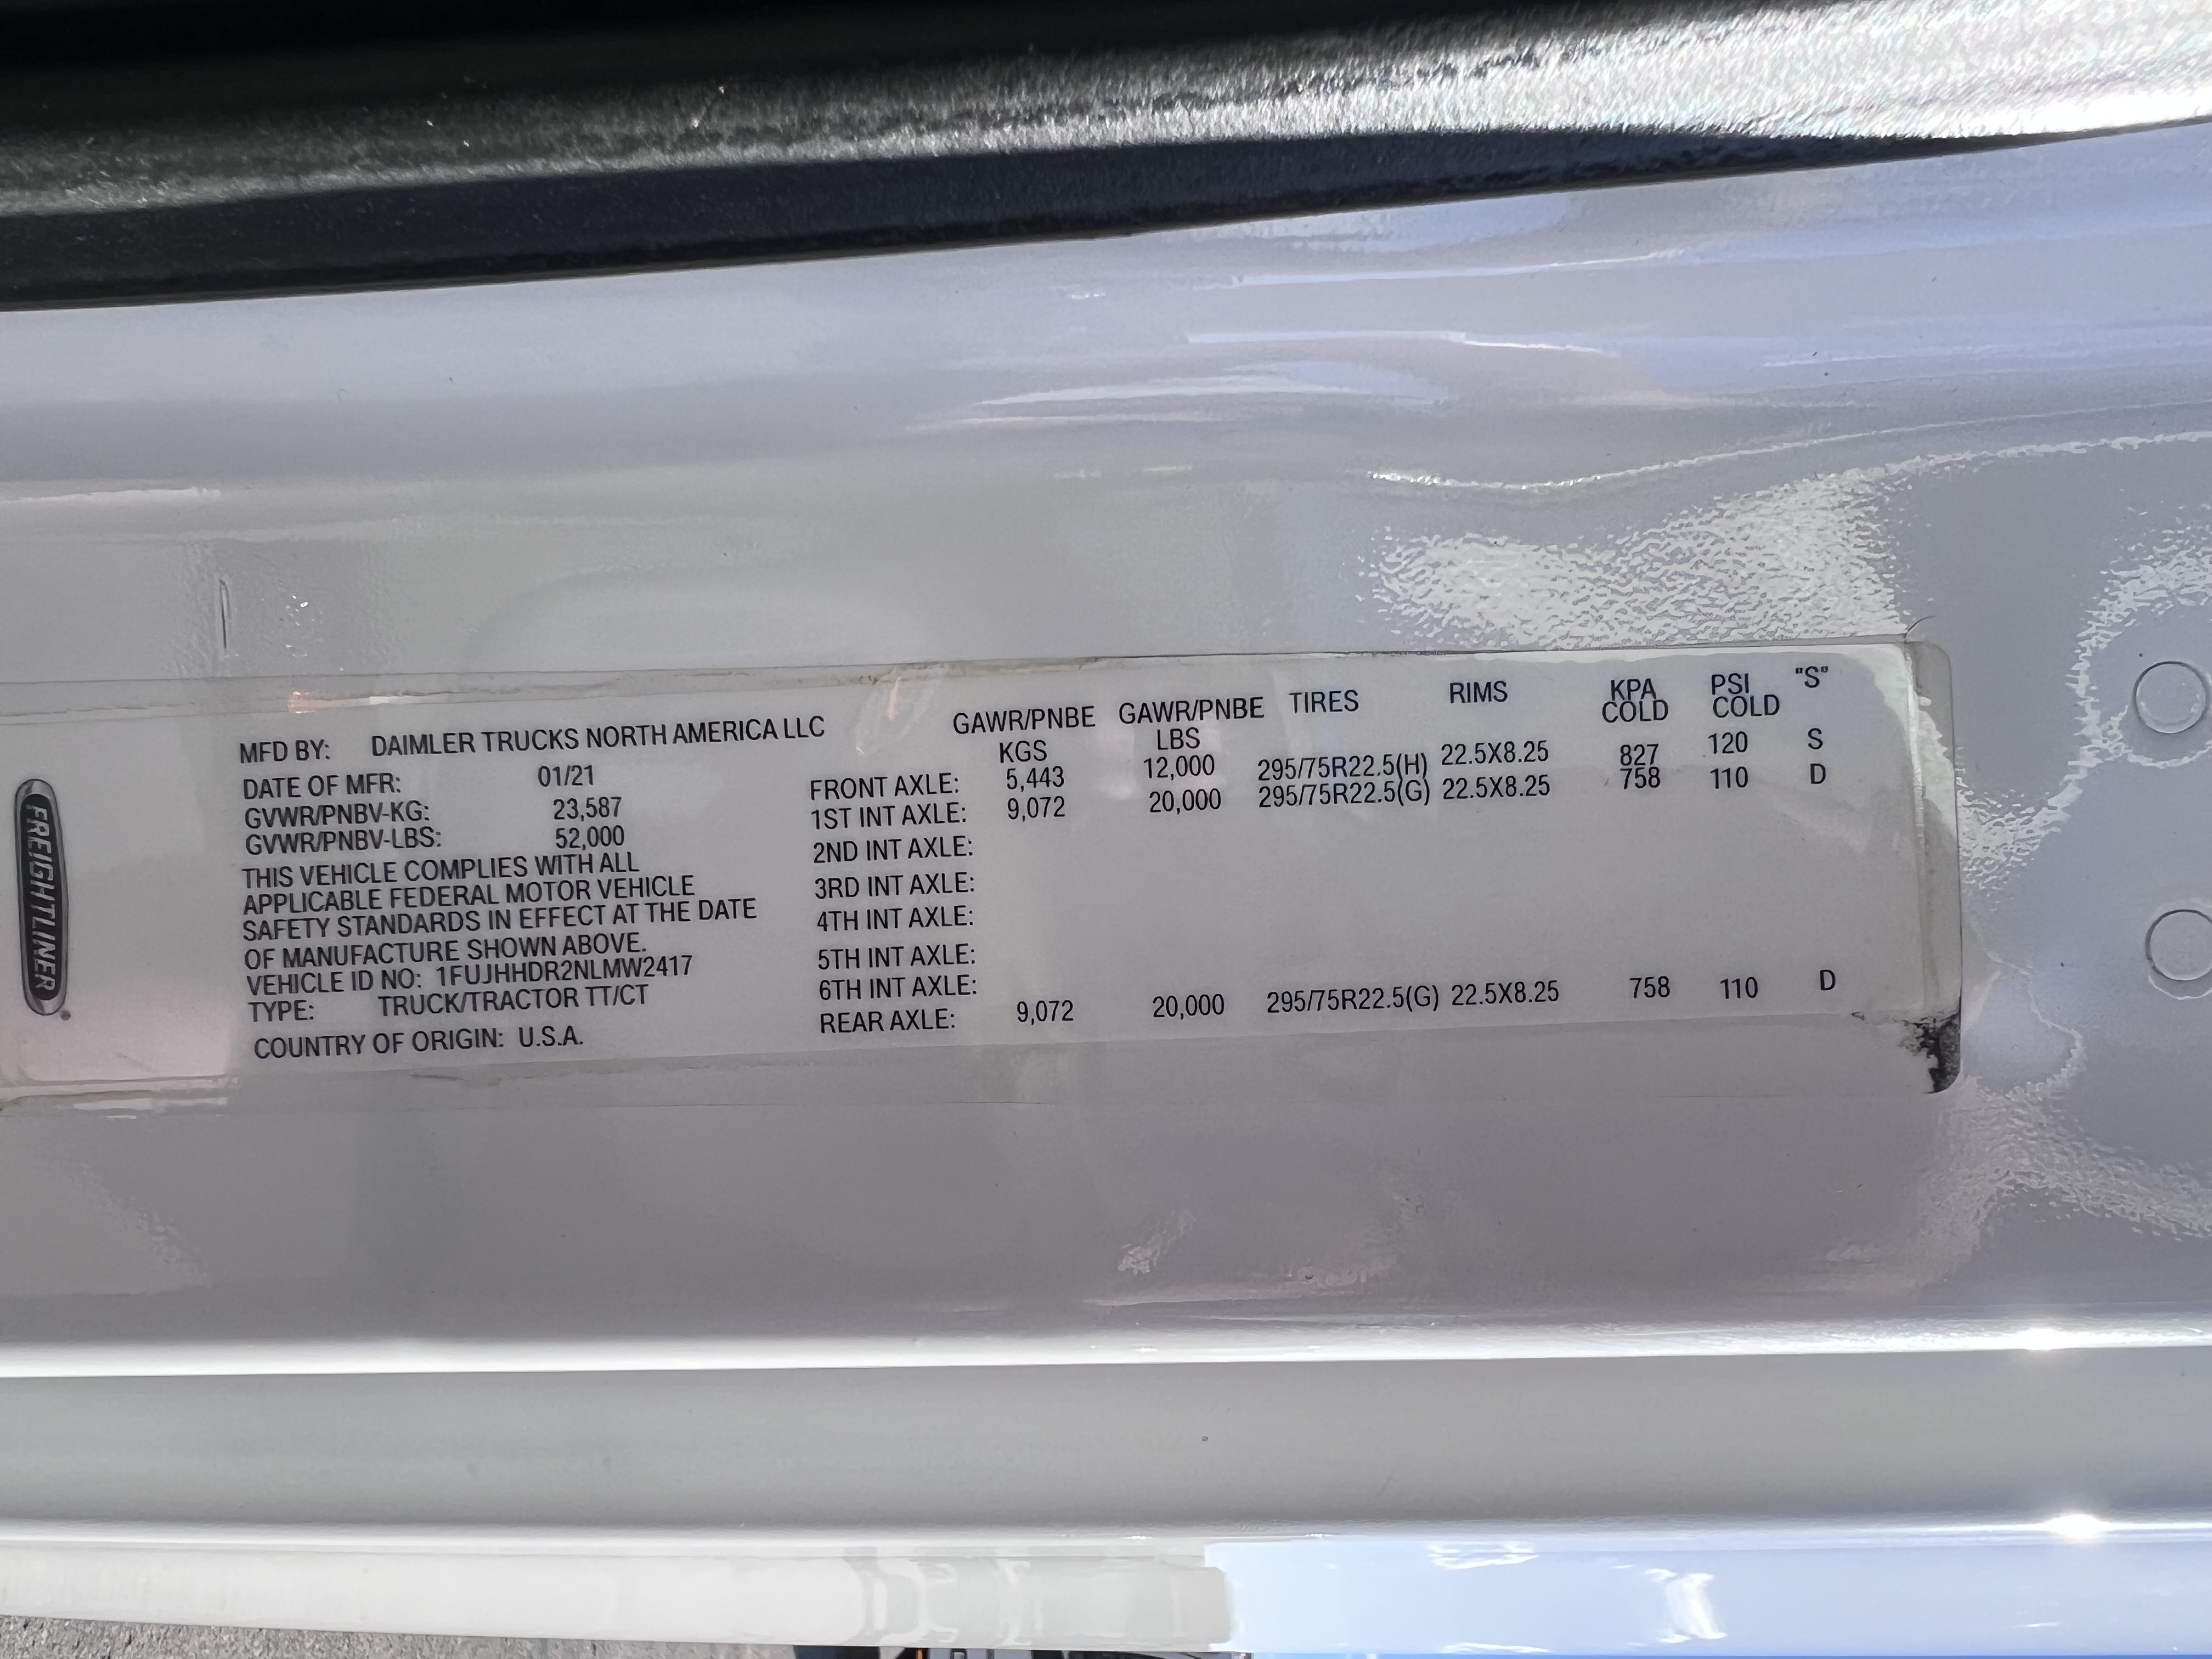 FREIGHTLINER
MFD BY: DAIMLER TRUCKS NORTH AMERICA LLC
DATE OF MFR: 01/21
GVWR/PNBV-KG: 23,587
GVWR/PNBV-LBS: 52,000
THIS VEHICLE COMPLIES WITH ALL
APPLICABLE FEDERAL MOTOR VEHICLE
SAFETY STANDARDS IN EFFECT AT THE DATE
OF MANUFACTURE SHOWN ABOVE.
VEHICLE ID NO: 1FUJHHDR2NLMW2417
TYPE: TRUCK/TRACTOR TT/CT
COUNTRY OF ORIGIN: U.S.A.
GAWR/PNBE KGS GAWR/PNBE LBS TIRES RIMS KPA COLD PSI COLD "S"
FRONT AXLE: 5,443 12,000 295/75R22.5(H) 22.5X8.25 827 120 S
1ST INT AXLE: 9,072 20,000 295/75R22.5(G) 22.5X8.25 758 110 D
2ND INT AXLE:
3RD INT AXLE:
4TH INT AXLE:
5TH INT AXLE:
6TH INT AXLE:
REAR AXLE: 9,072 20,000 295/75R22.5(G) 22.5X8.25 758 110 D